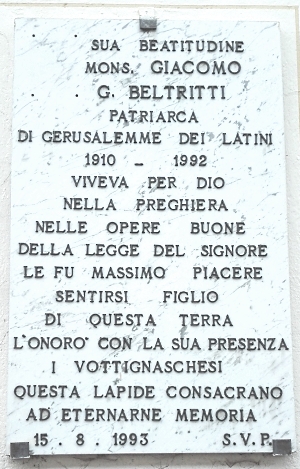 SUA BEATITUDINE
MONS. GIACOMO
G. BELTRITTI
PATRIARCA
DI GERUSALEMME DEI LATINI
1910 - 1992
VIVEVA PER DIO
NELLA PREGHIERA
NELLE OPERE BUONE
DELLA LEGGE DEL SIGNORE
LE FU MASSIMO PIACERE
SENTIRSI FIGLIO
DI QUESTA TERRA
L'ONORO' CON LA SUA PRESENZA
I VOTTIGNASCHESI
QUESTA LAPIDE CONSACRANO
AD ETERNARNE MEMORIA
15 . 8 . 1993 S.V.P.